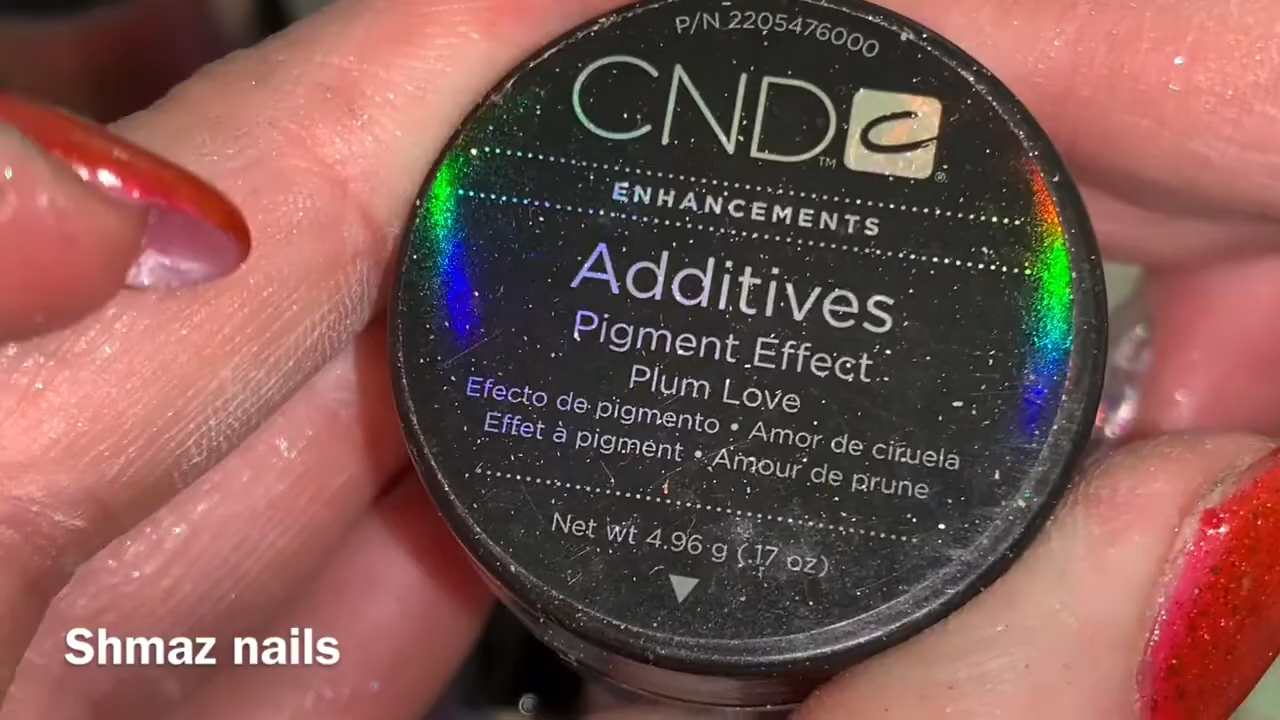 P/N 2205476000
CND™ ®
ENHANCEMENTS
Additives
Pigment Effect
Plum Love
Efecto de pigmento • Amor de ciruela
Effet à pigment • Amour de prune
Net wt 4.96 g (.17 oz)
Shmaz nails